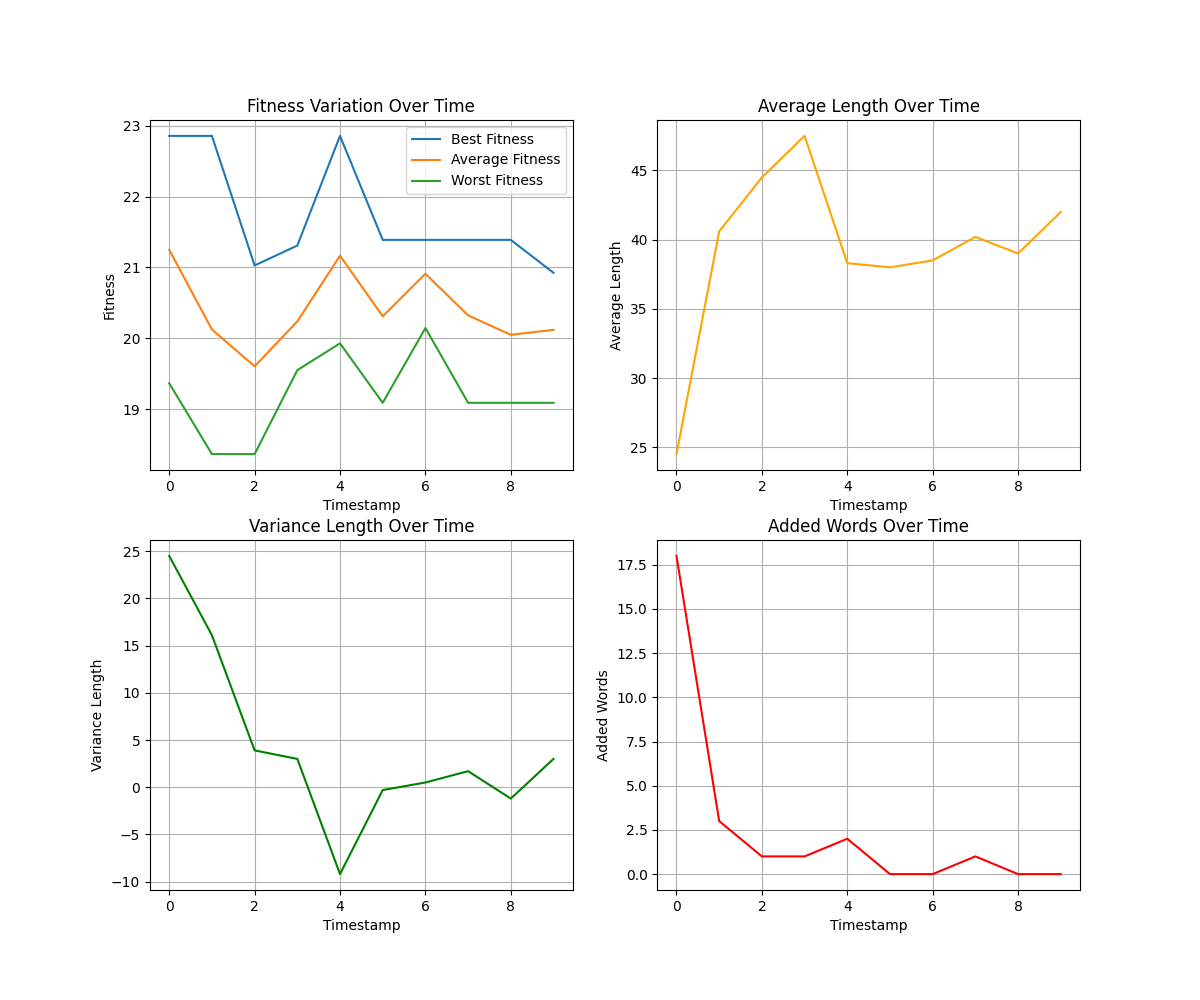 Fitness Variation Over Time
23
22
21
20
19
Fitness
Best Fitness
Average Fitness
Worst Fitness
0 2 4 6 8
Timestamp
Average Length Over Time
45
40
35
30
25
Average Length
0 2 4 6 8
Timestamp
Variance Length Over Time
25
20
15
10
5
0
−5
−10
Variance Length
0 2 4 6 8
Timestamp
Added Words Over Time
17.5
15.0
12.5
10.0
7.5
5.0
2.5
0.0
Added Words
0 2 4 6 8
Timestamp